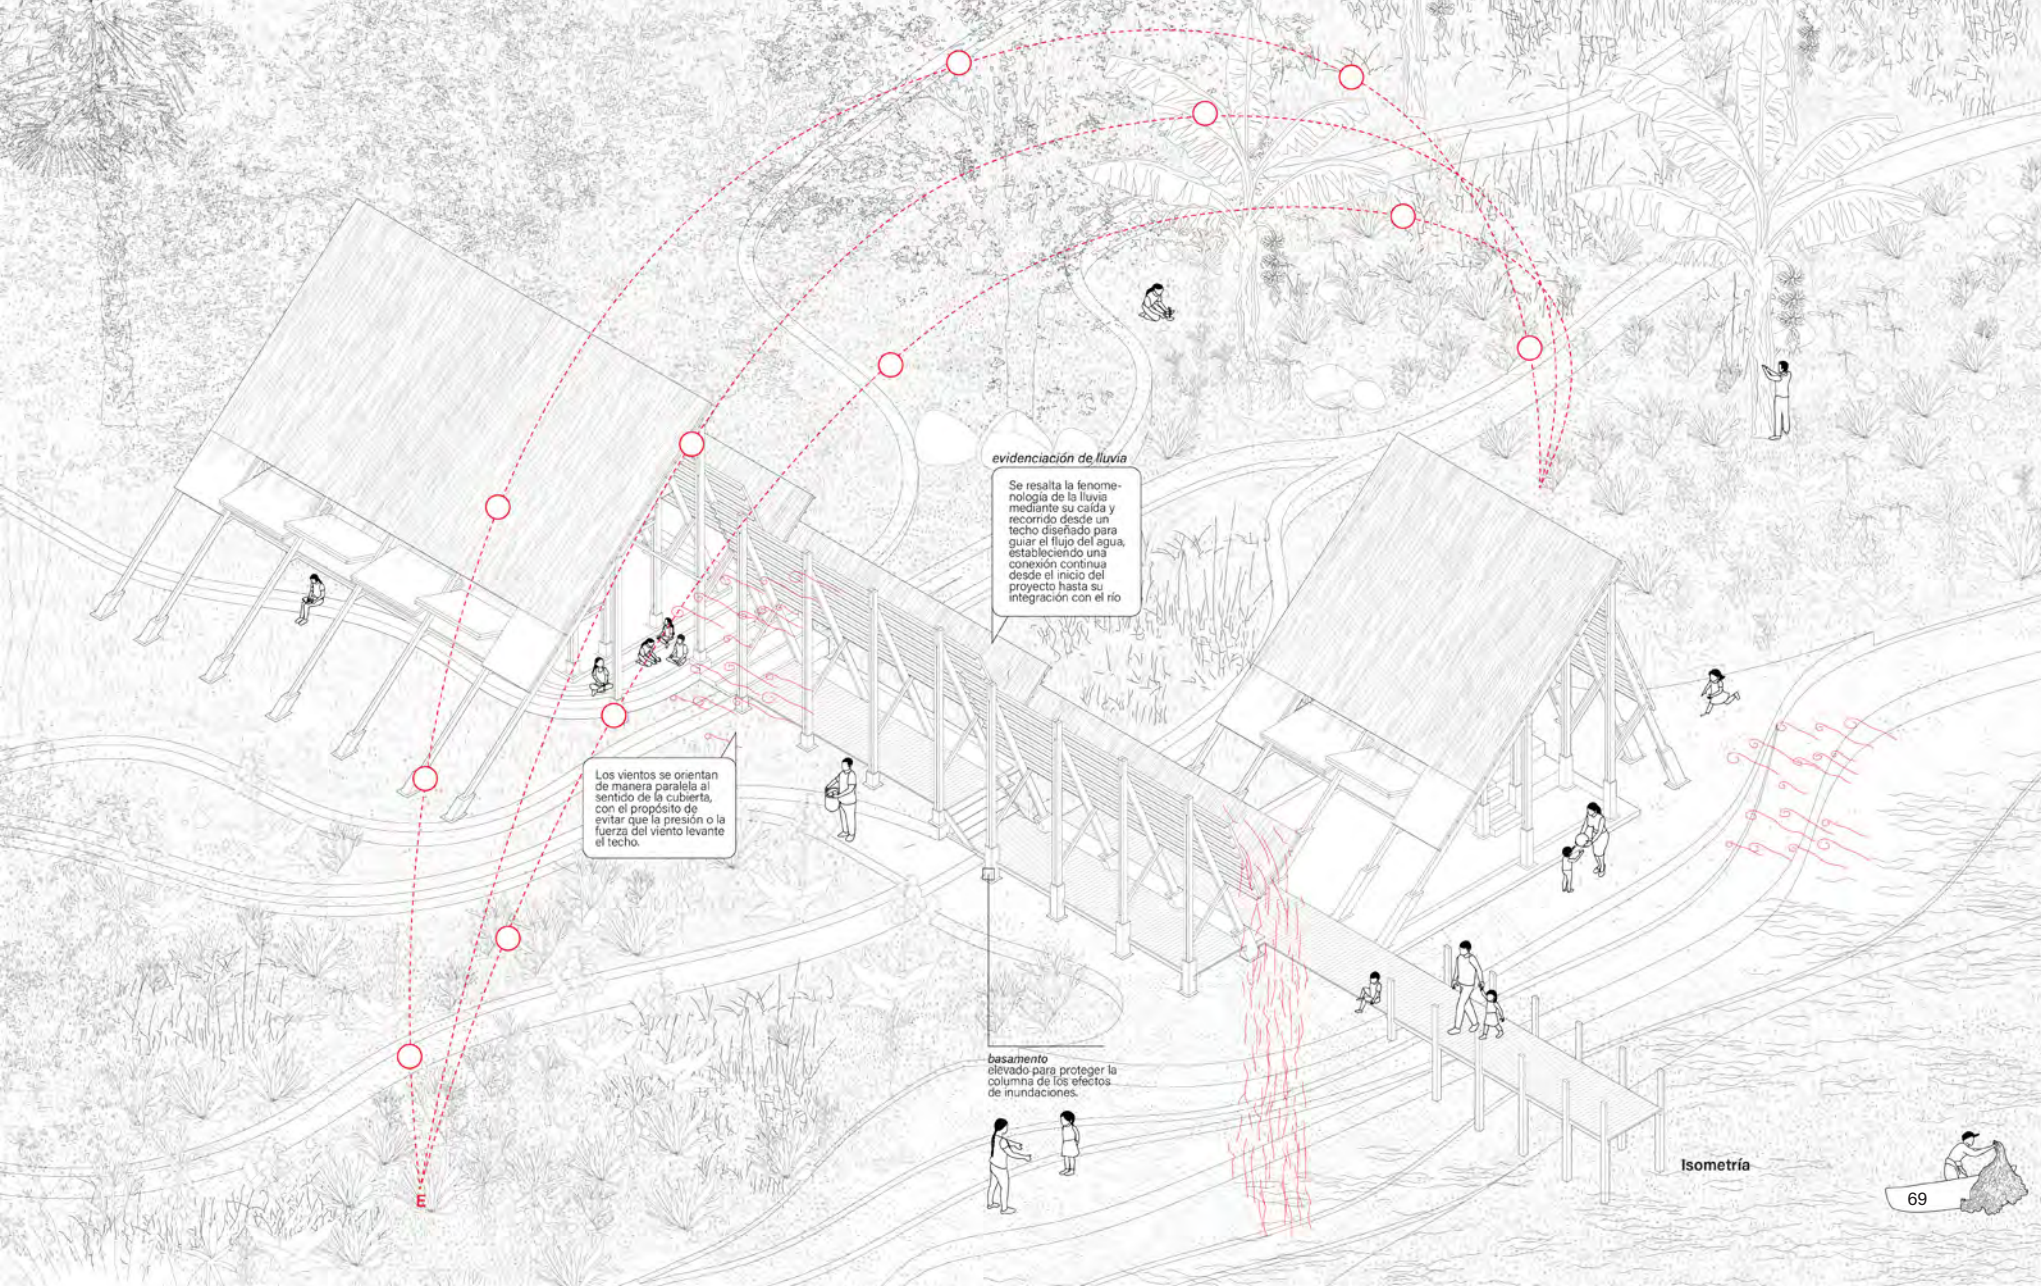 evidenciación de lluvia
Se resalta la fenome-
nología de la lluvia
mediante su caída y
recorrido desde un
techo diseñado para
guiar el flujo del agua,
estableciendo una
conexión continua
desde el inicio del
proyecto hasta su
integración con el río
Los vientos se orientan
de manera paralela al
sentido de la cubierta,
con el propósito de
evitar que la presión o la
fuerza del viento levante
el techo.
basamento
elevado para proteger la
columna de los efectos
de inundaciones.
E
Isometría
69